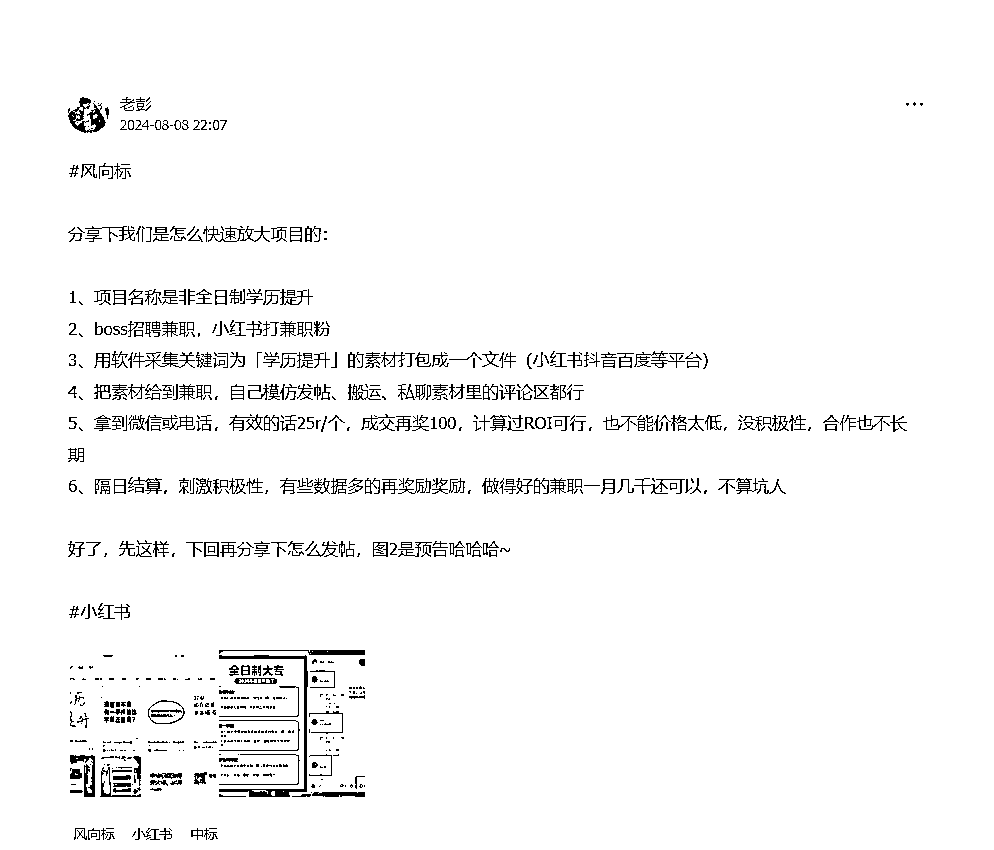 老彭
2024-08-08 22:07
#风向标
分享下我们是怎么快速放大项目的：
1、项目名称是非全日制学历提升
2、boss招聘兼职，小红书打兼职粉
3、用软件采集关键词为「学历提升」的素材打包成一个文件（小红书抖音百度等平台）
4、把素材给到兼职，自己模仿发帖、搬运、私聊素材里的评论区都行
5、拿到微信或电话，有效的话25r/个，成交再奖100，计算过ROI可行，也不能价格太低，没积极性，合作也不长
期
6、隔日结算，刺激积极性，有些数据多的再奖励奖励，做得好的兼职一月几千还可以，不算坑人
好了，先这样，下回再分享下怎么发帖，图2是预告哈哈哈~
#小红书
全日制大专
风向标 小红书 中标